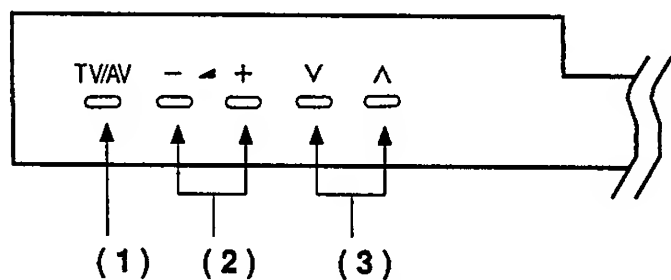 TV/AV − ◢ + ∨ ∧
(1) (2) (3)